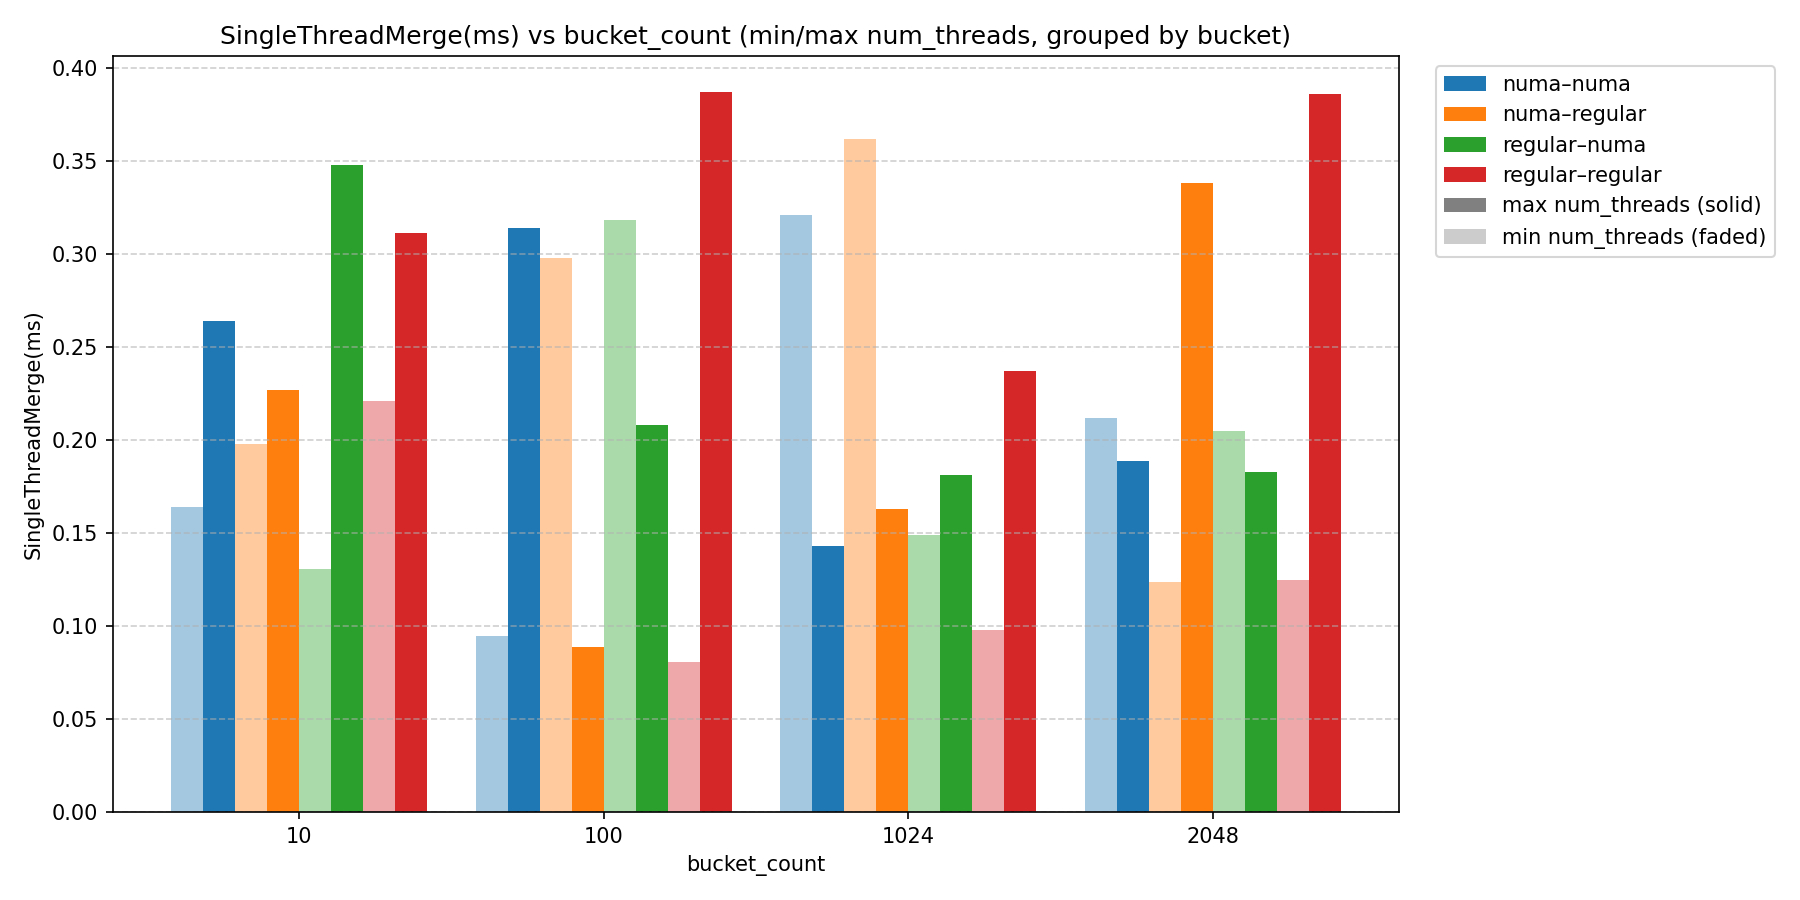 SingleThreadMerge(ms) vs bucket_count (min/max num_threads, grouped by bucket)
numa–numa
numa–regular
regular–numa
regular–regular
max num_threads (solid)
min num_threads (faded)
SingleThreadMerge(ms)
0.40
0.35
0.30
0.25
0.20
0.15
0.10
0.05
0.00
10 100 1024 2048
bucket_count